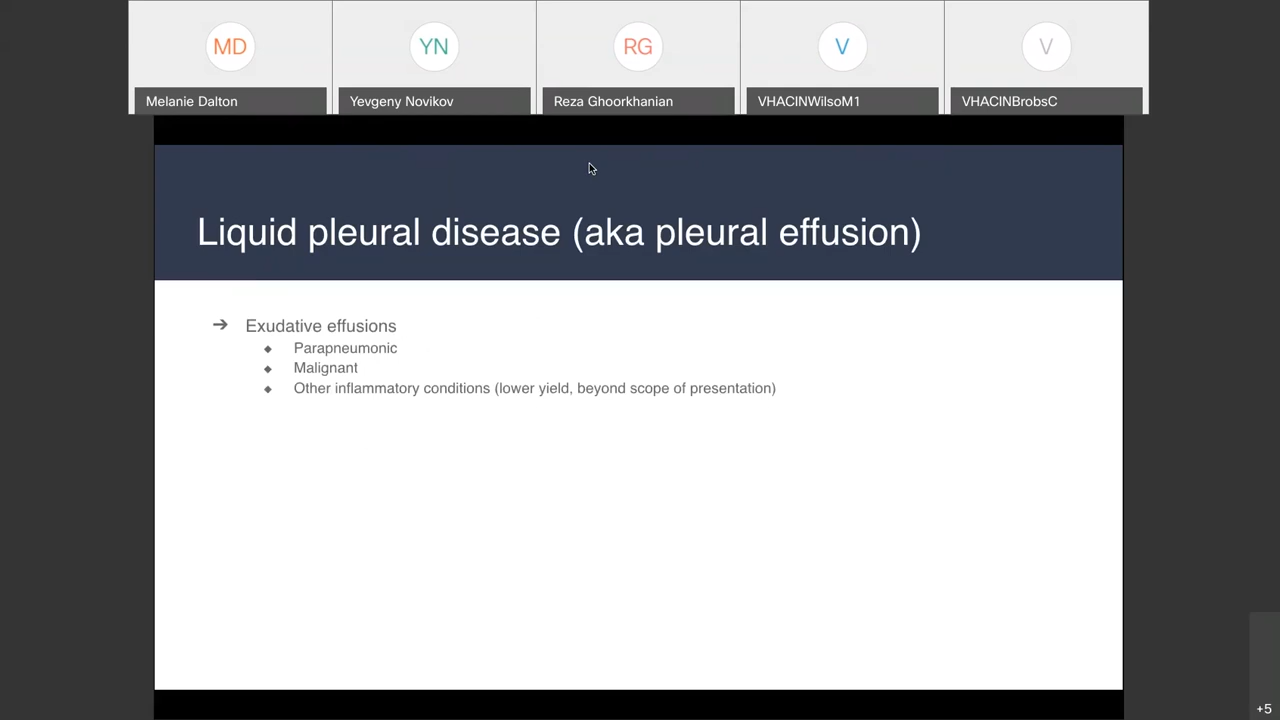 MD
YN
RG
V
V
Melanie Dalton
Yevgeny Novikov
Reza Ghoorkhanian
VHACINWilsoM1
VHACINBrobsC
Liquid pleural disease (aka pleural effusion)
➔ Exudative effusions
◆ Parapneumonic
◆ Malignant
◆ Other inflammatory conditions (lower yield, beyond scope of presentation)
+5